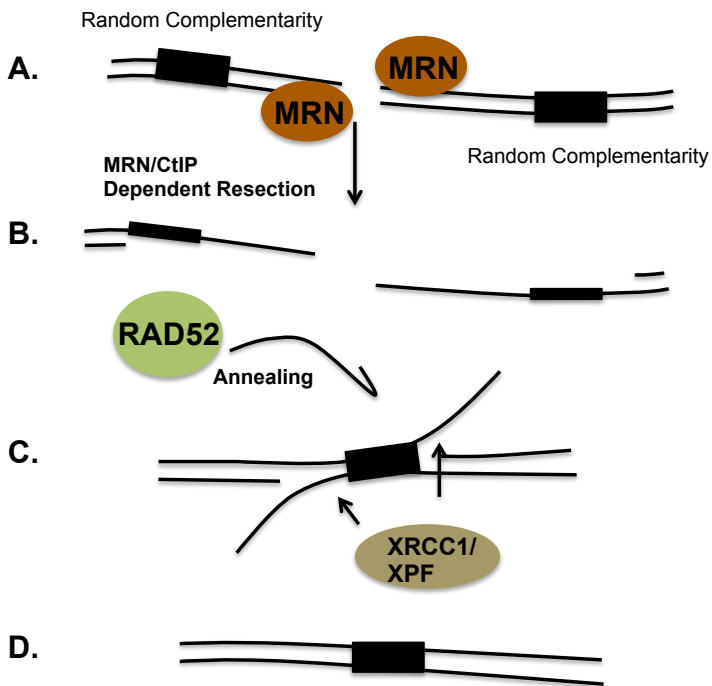 Random Complementarity
A.
MRN
MRN
Random Complementarity
MRN/CtIP
Dependent Resection
B.
RAD52
Annealing
C.
XRCC1/
XPF
D.